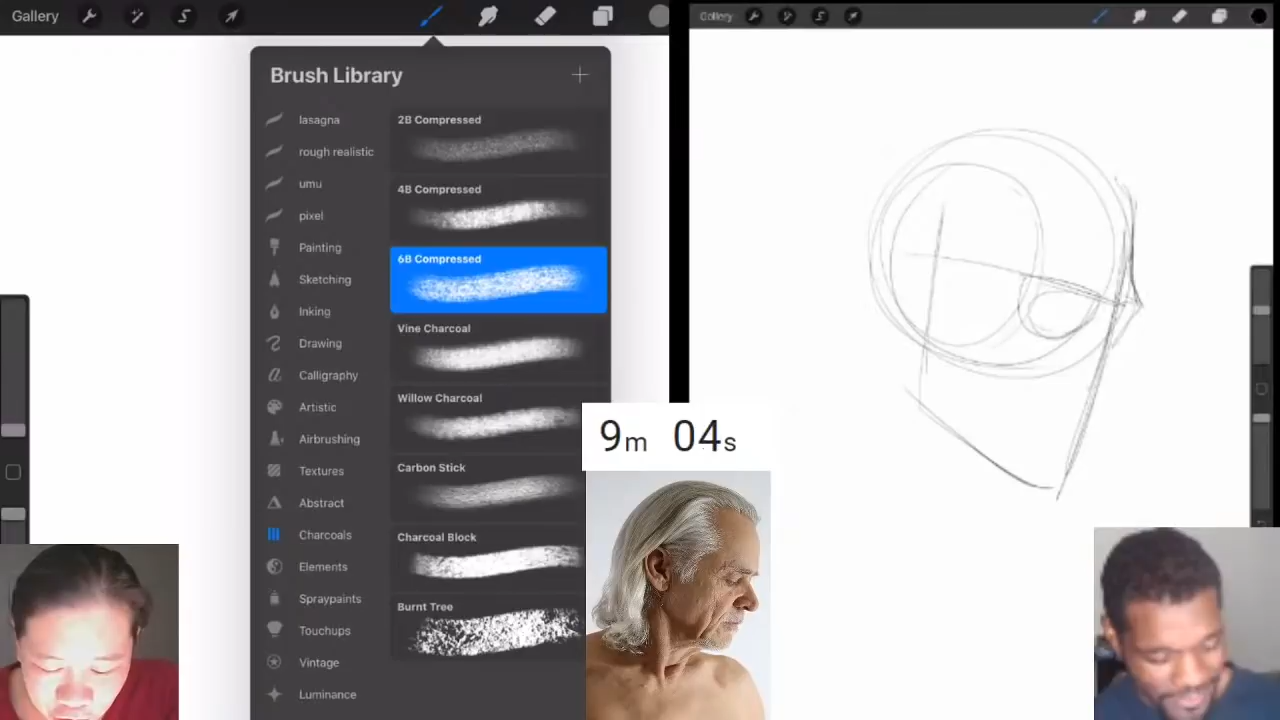 Gallery
Gallery
Brush Library
lasagna
rough realistic
umu
pixel
Painting
Sketching
Inking
Drawing
Calligraphy
Artistic
Airbrushing
Textures
Abstract
Charcoals
Elements
Spraypaints
Touchups
Vintage
Luminance
2B Compressed
4B Compressed
6B Compressed
Vine Charcoal
Willow Charcoal
Carbon Stick
Charcoal Block
Burnt Tree
9m 04s